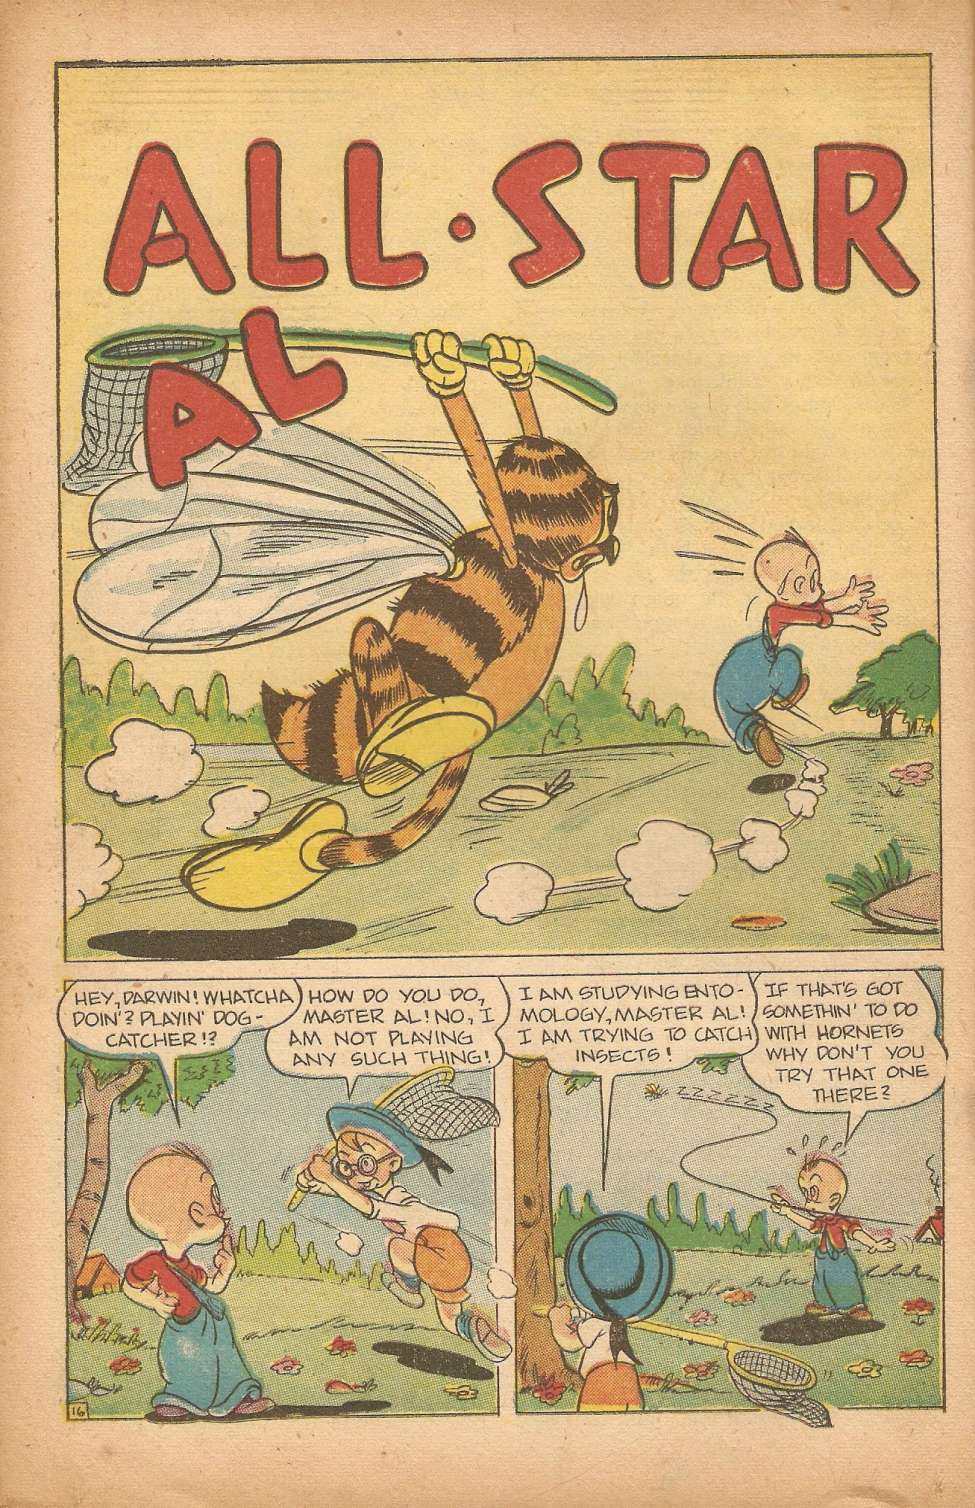 ALL·STAR
AL
HEY, DARWIN! WHATCHA
DOIN'? PLAYIN' DOG-
CATCHER!?
HOW DO YOU DO,
MASTER AL! NO, I
AM NOT PLAYING
ANY SUCH THING!
I AM STUDYING ENTO-
MOLOGY, MASTER AL!
I AM TRYING TO CATCH
INSECTS!
IF THAT'S GOT
SOMETHIN' TO DO
WITH HORNETS
WHY DON'T YOU
TRY THAT ONE
THERE?
ZZZZZZZ
16